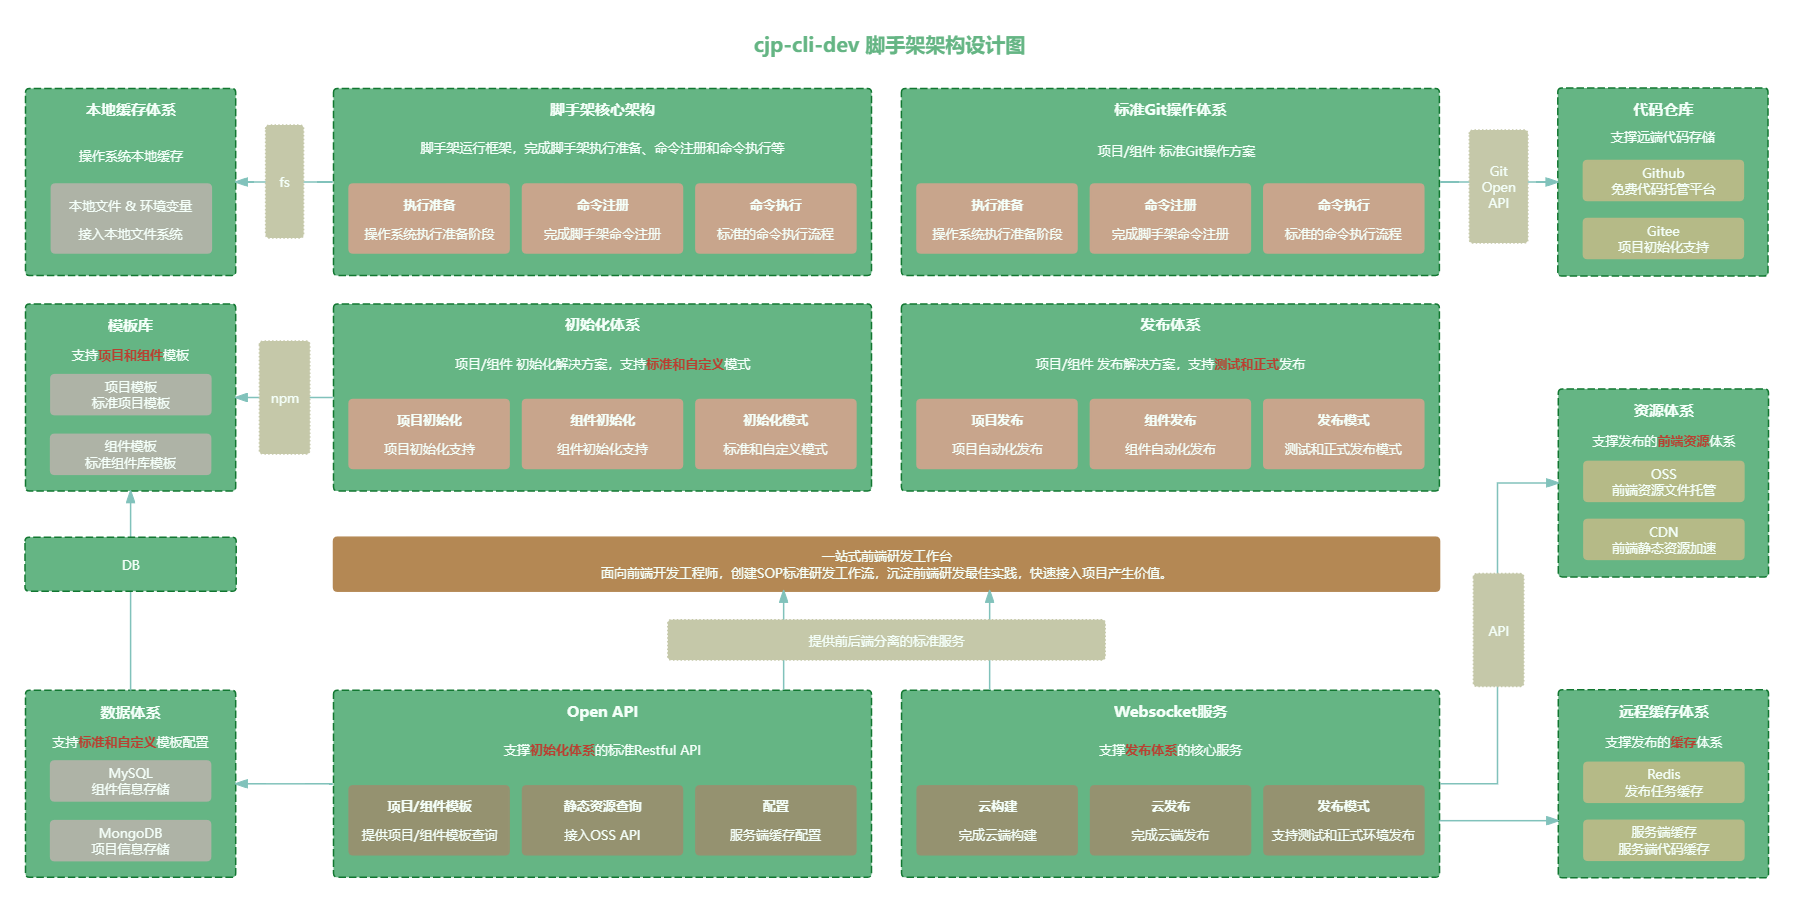 cjp-cli-dev 脚手架架构设计图
本地缓存体系
操作系统本地缓存
本地文件 & 环境变量
接入本地文件系统
fs
脚手架核心架构
脚手架运行框架，完成脚手架执行准备、命令注册和命令执行等
执行准备
操作系统执行准备阶段
命令注册
完成脚手架命令注册
命令执行
标准的命令执行流程
标准Git操作体系
项目/组件 标准Git操作方案
执行准备
操作系统执行准备阶段
命令注册
完成脚手架命令注册
命令执行
标准的命令执行流程
Git
Open
API
代码仓库
支撑远端代码存储
Github
免费代码托管平台
Gitee
项目初始化支持
模板库
支持项目和组件模板
项目模板
标准项目模板
组件模板
标准组件库模板
npm
初始化体系
项目/组件 初始化解决方案，支持标准和自定义模式
项目初始化
项目初始化支持
组件初始化
组件初始化支持
初始化模式
标准和自定义模式
发布体系
项目/组件 发布解决方案，支持测试和正式发布
项目发布
项目自动化发布
组件发布
组件自动化发布
发布模式
测试和正式发布模式
资源体系
支撑发布的前端资源体系
OSS
前端资源文件托管
CDN
前端静态资源加速
DB
一站式前端研发工作台
面向前端开发工程师，创建SOP标准研发工作流，沉淀前端研发最佳实践，快速接入项目产生价值。
提供前后端分离的标准服务
API
数据体系
支持标准和自定义模板配置
MySQL
组件信息存储
MongoDB
项目信息存储
Open API
支撑初始化体系的标准Restful API
项目/组件模板
提供项目/组件模板查询
静态资源查询
接入OSS API
配置
服务端缓存配置
Websocket服务
支撑发布体系的核心服务
云构建
完成云端构建
云发布
完成云端发布
发布模式
支持测试和正式环境发布
远程缓存体系
支撑发布的缓存体系
Redis
发布任务缓存
服务端缓存
服务端代码缓存